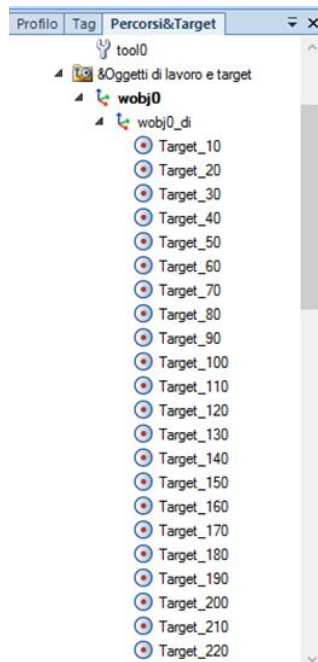 Profilo Tag Percorsi&Target
tool0
&Oggetti di lavoro e target
wobj0
wobj0_di
Target_10
Target_20
Target_30
Target_40
Target_50
Target_60
Target_70
Target_80
Target_90
Target_100
Target_110
Target_120
Target_130
Target_140
Target_150
Target_160
Target_170
Target_180
Target_190
Target_200
Target_210
Target_220